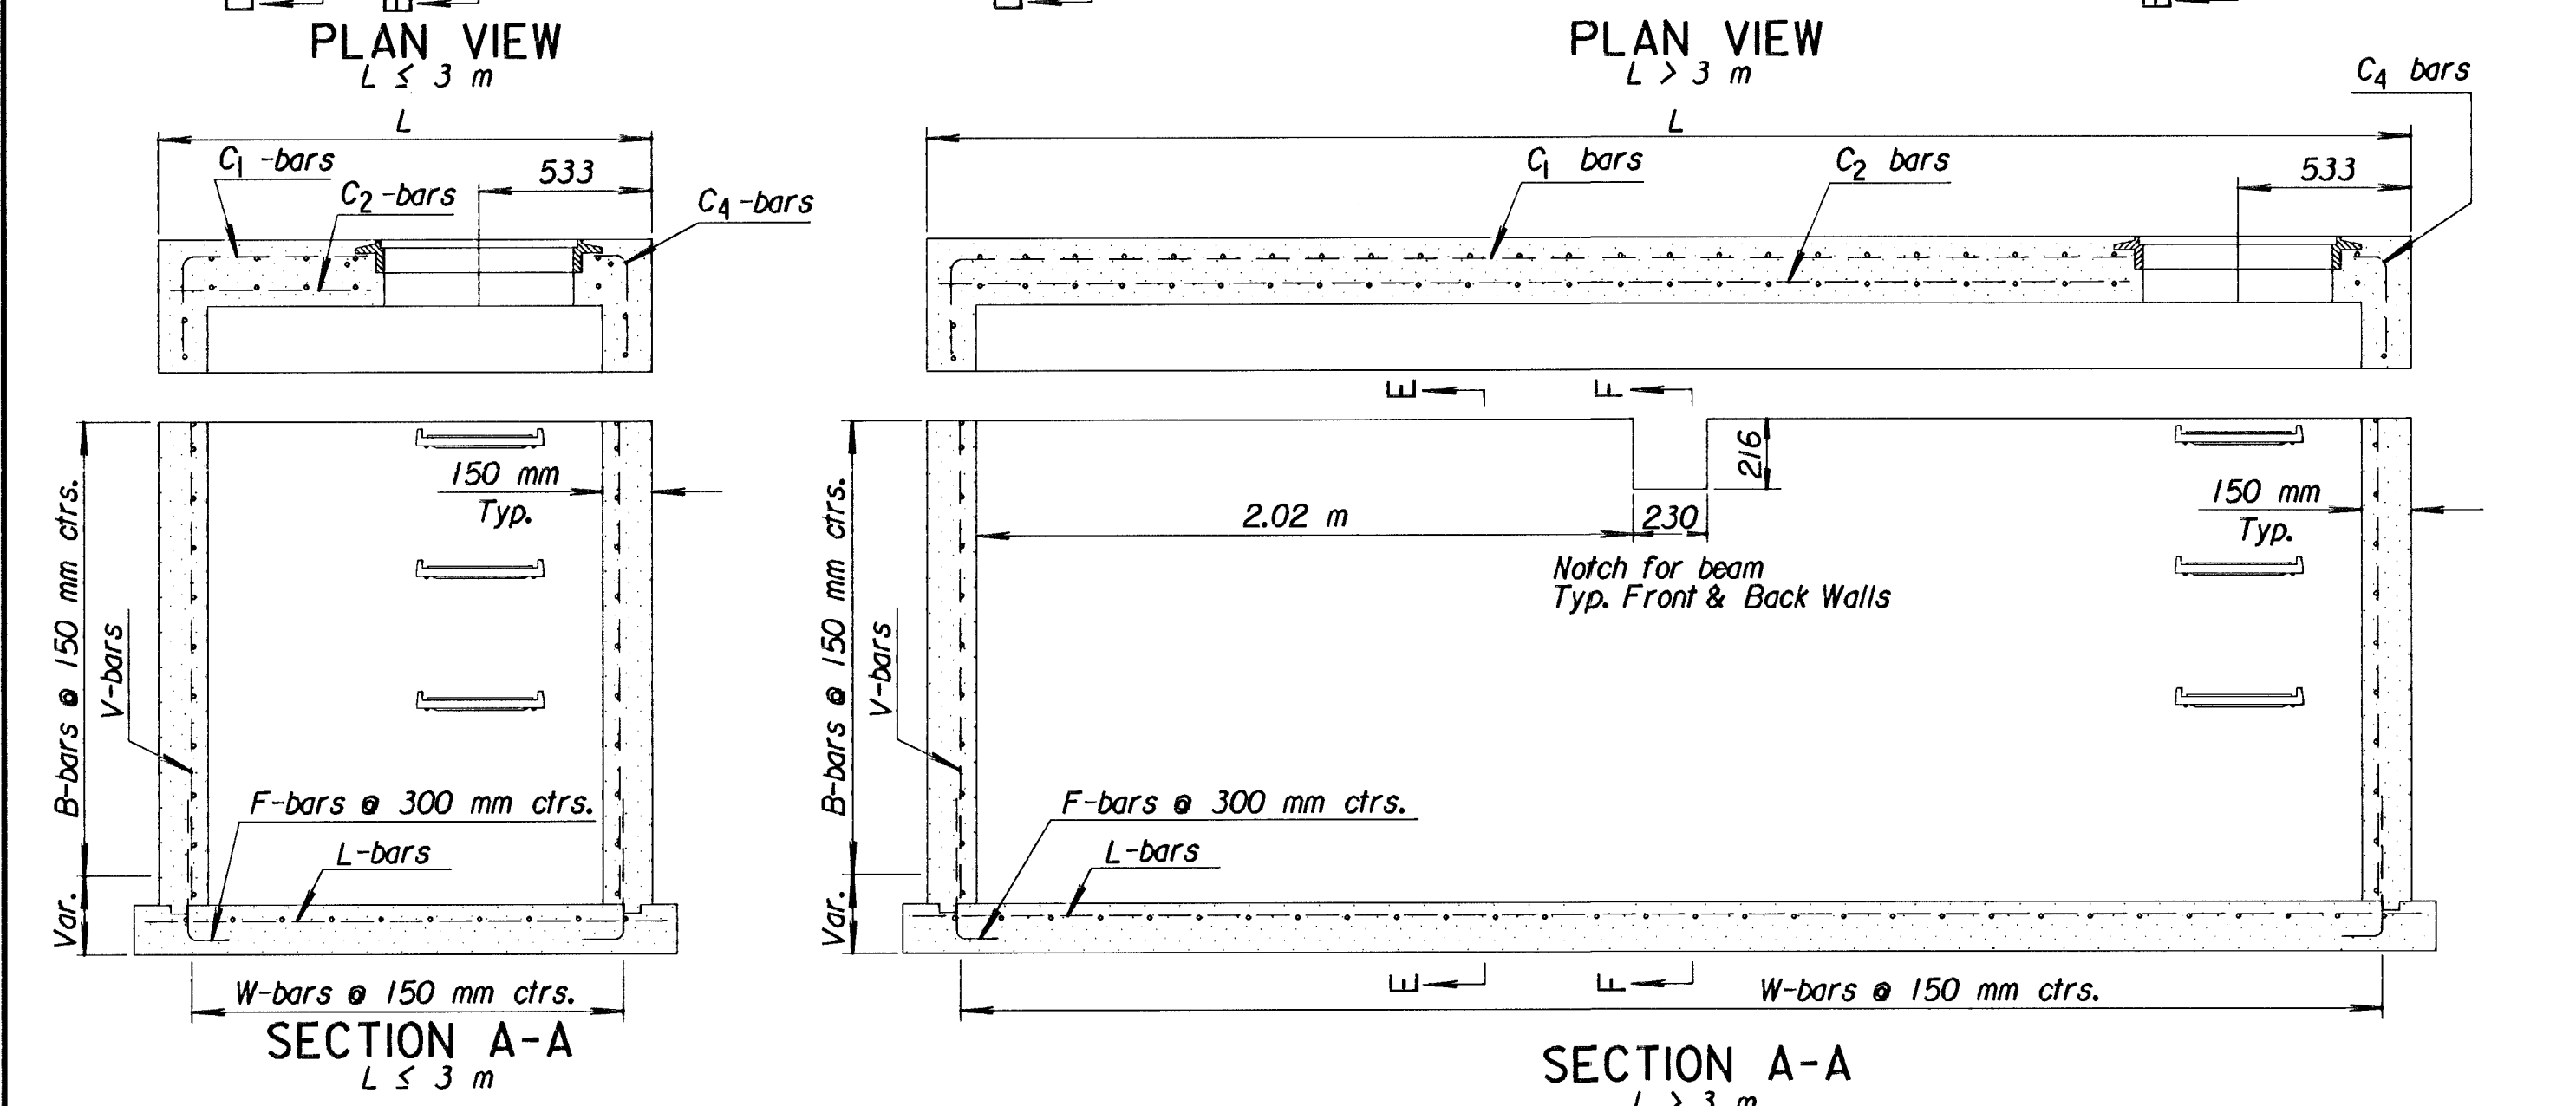 PLAN VIEW
L ≤ 3 m
L
C1 -bars
C2 -bars
533
C4 -bars
B-bars @ 150 mm ctrs.
Var.
V-bars
150 mm
Typ.
F-bars @ 300 mm ctrs.
L-bars
W-bars @ 150 mm ctrs.
SECTION A-A
L ≤ 3 m
PLAN VIEW
L > 3 m
C4 bars
L
C1 bars
C2 bars
533
E
F
216
2.02 m
230
Notch for beam
Typ. Front & Back Walls
150 mm
Typ.
B-bars @ 150 mm ctrs.
Var.
V-bars
F-bars @ 300 mm ctrs.
L-bars
E
F
W-bars @ 150 mm ctrs.
SECTION A-A
L > 3 m